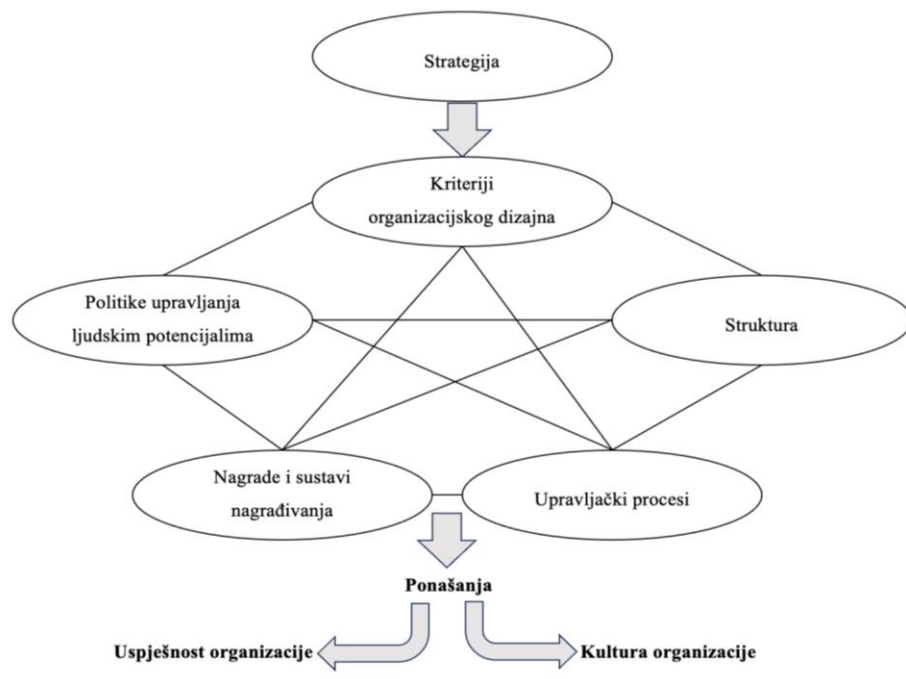 Strategija
Kriteriji
organizacijskog dizajna
Politike upravljanja
ljudskim potencijalima
Struktura
Nagrade i sustavi
nagrađivanja
Upravljački procesi
Ponašanja
Uspješnost organizacije
Kultura organizacije